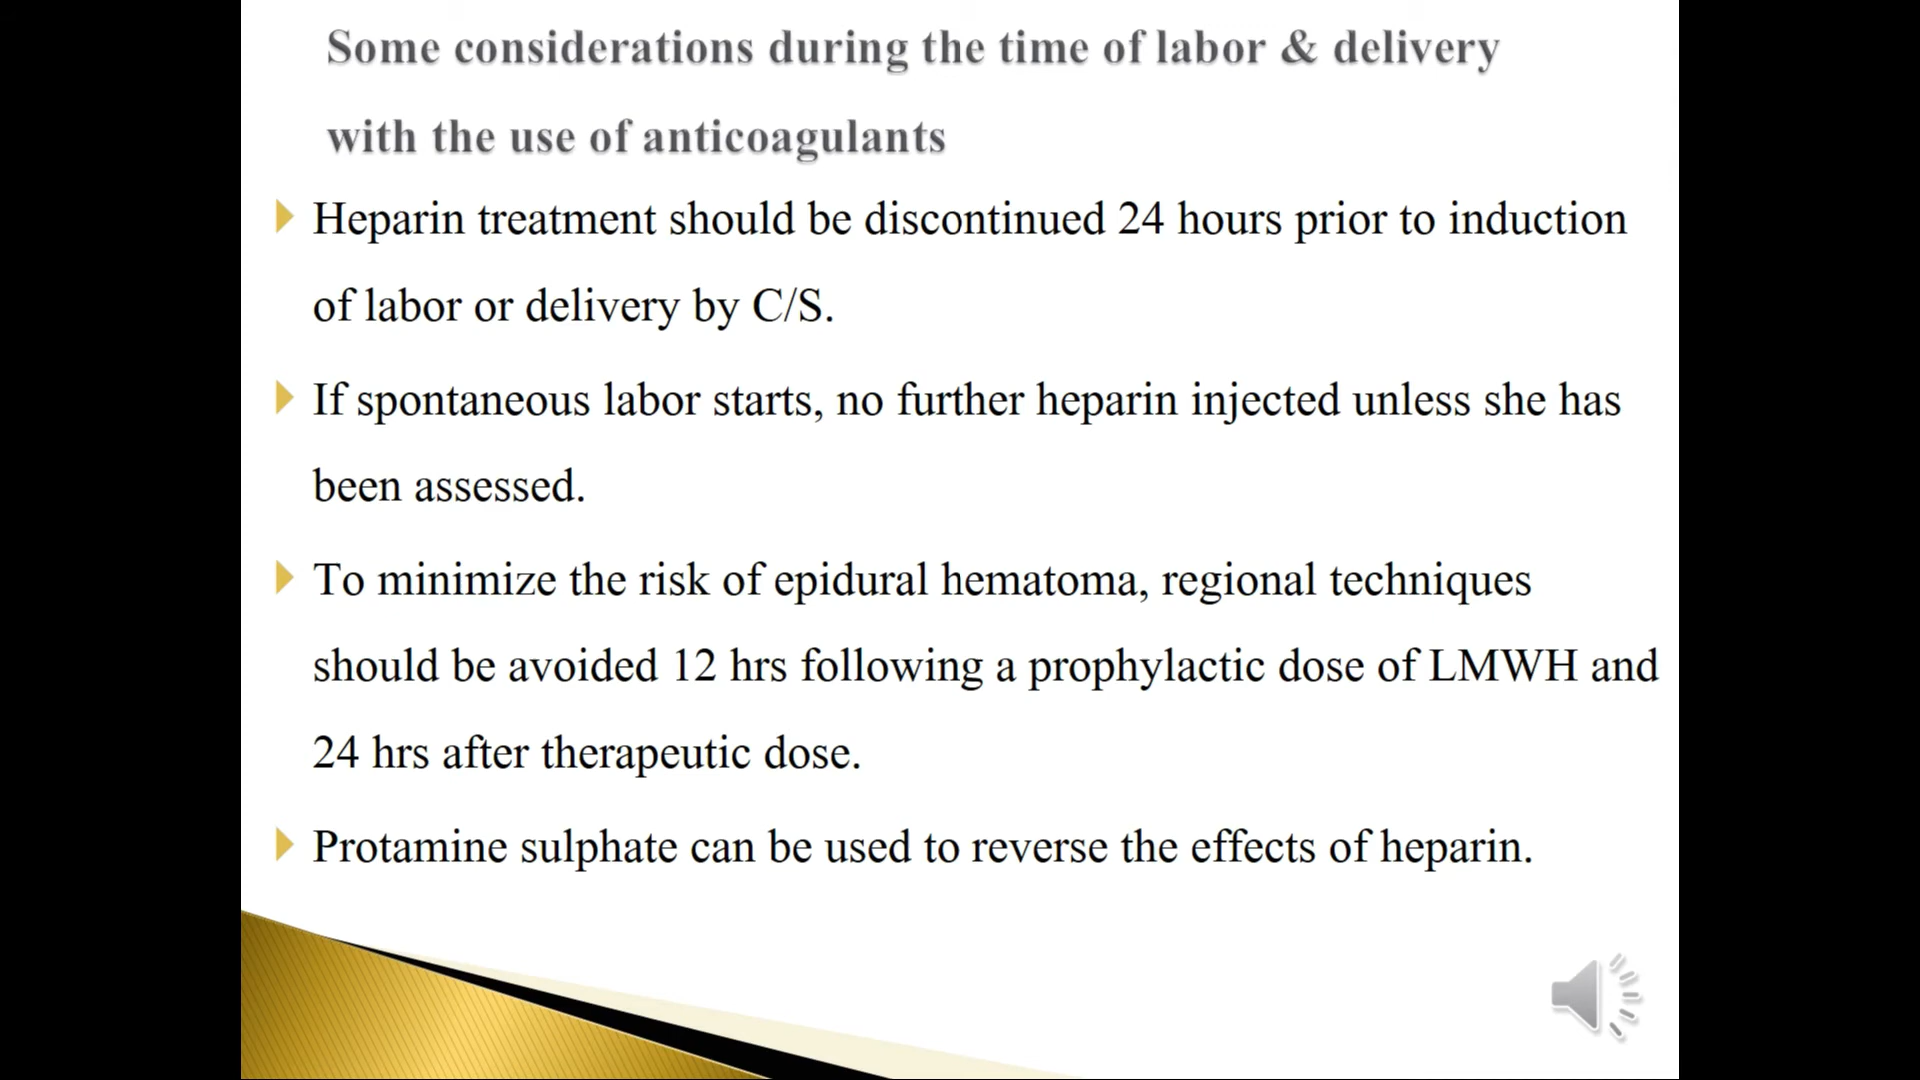 Some considerations during the time of labor & delivery
with the use of anticoagulants
Heparin treatment should be discontinued 24 hours prior to induction
of labor or delivery by C/S.
If spontaneous labor starts, no further heparin injected unless she has
been assessed.
To minimize the risk of epidural hematoma, regional techniques
should be avoided 12 hrs following a prophylactic dose of LMWH and
24 hrs after therapeutic dose.
Protamine sulphate can be used to reverse the effects of heparin.